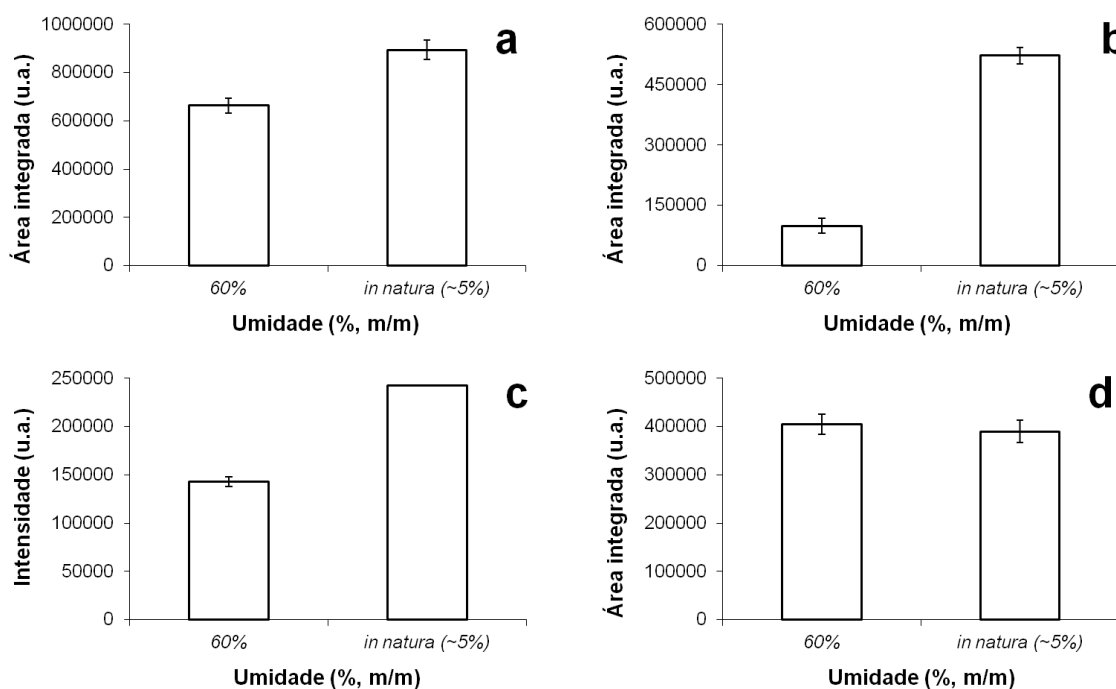 a
Área integrada (u.a.)
1000000
800000
600000
400000
200000
0
60%
in natura (~5%)
Umidade (%, m/m)
b
Área integrada (u.a.)
600000
450000
300000
150000
0
60%
in natura (~5%)
Umidade (%, m/m)
c
Intensidade (u.a.)
250000
200000
150000
100000
50000
0
60%
in natura (~5%)
Umidade (%, m/m)
d
Área integrada (u.a.)
500000
400000
300000
200000
100000
0
60%
in natura (~5%)
Umidade (%, m/m)